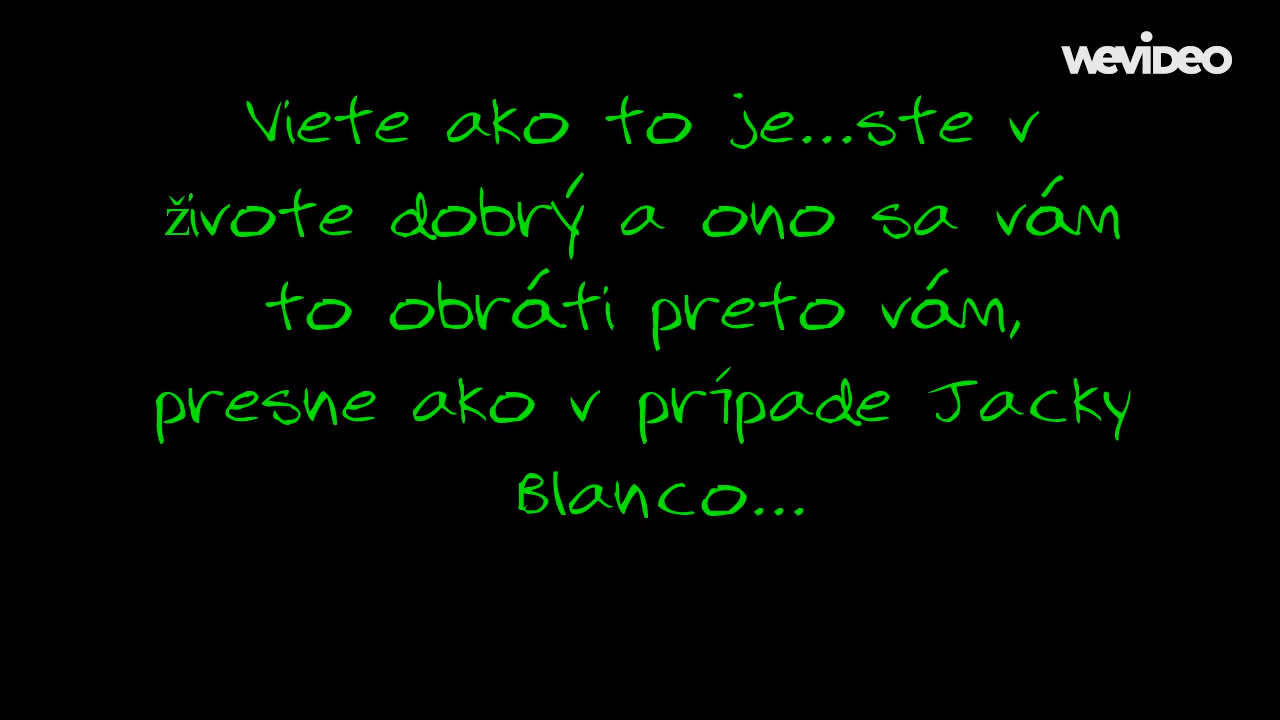 wevideo
Viete ako to je...ste v
živote dobrý a ono sa vám
to obráti preto vám,
presne ako v prípade Jacky
Blanco...